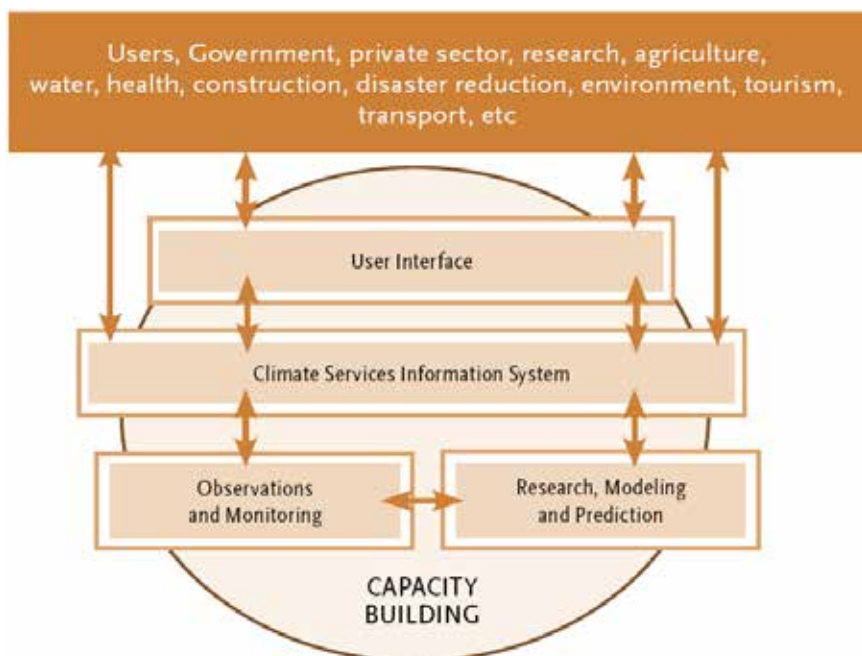 Users, Government, private sector, research, agriculture,
water, health, construction, disaster reduction, environment, tourism,
transport, etc
User Interface
Climate Services Information System
Observations
and Monitoring
Research, Modeling
and Prediction
CAPACITY
BUILDING